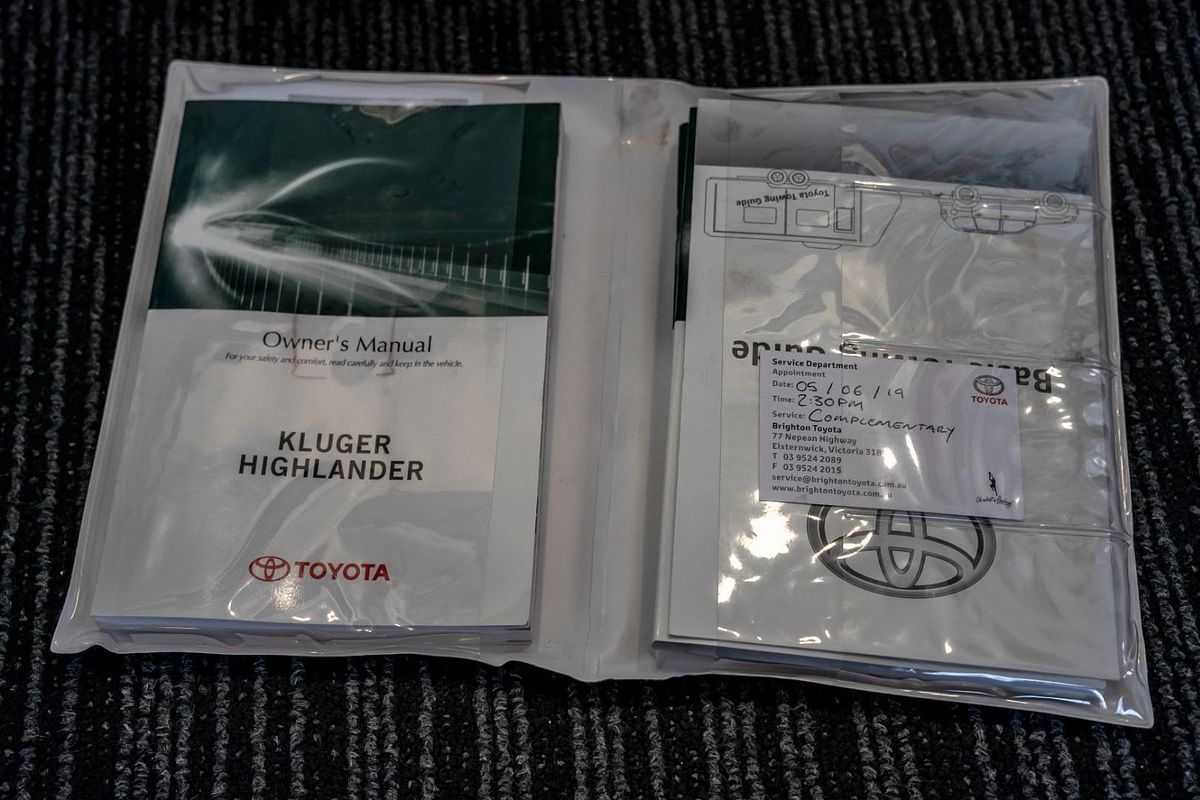 Owner's Manual
For your safety and comfort, read carefully and keep in the vehicle.
KLUGER
HIGHLANDER
TOYOTA
Toyota Towing Guide
Basic Towing Guide
Service Department
Appointment
Date: 05 / 06 / 19
Time: 2:30PM
Service: COMPLEMENTARY
Brighton Toyota
77 Nepean Highway
Elsternwick, Victoria
T 03 9524 2089
F 03 9524 2015
service@brightontoyota.com.au
www.brightontoyota.com.au
TOYOTA
Oh what a feeling!